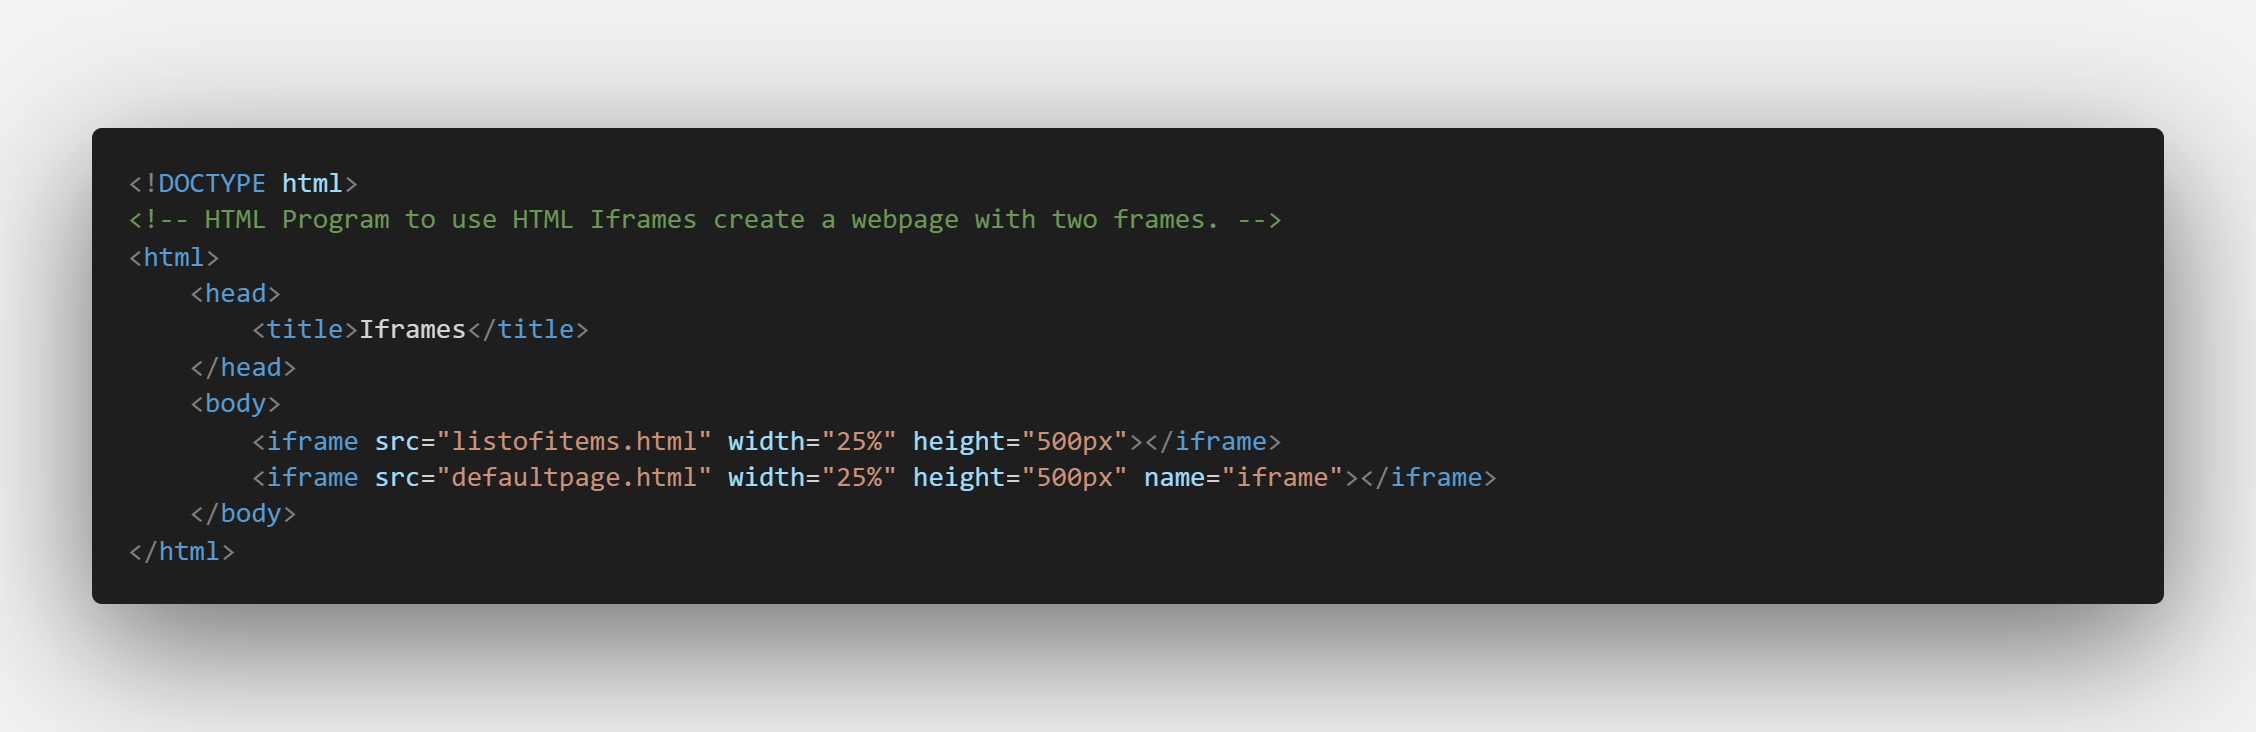 <!DOCTYPE html>
<!-- HTML Program to use HTML Iframes create a webpage with two frames. -->
<html>
    <head>
        <title>Iframes</title>
    </head>
    <body>
        <iframe src="listofitems.html" width="25%" height="500px"></iframe>
        <iframe src="defaultpage.html" width="25%" height="500px" name="iframe"></iframe>
    </body>
</html>